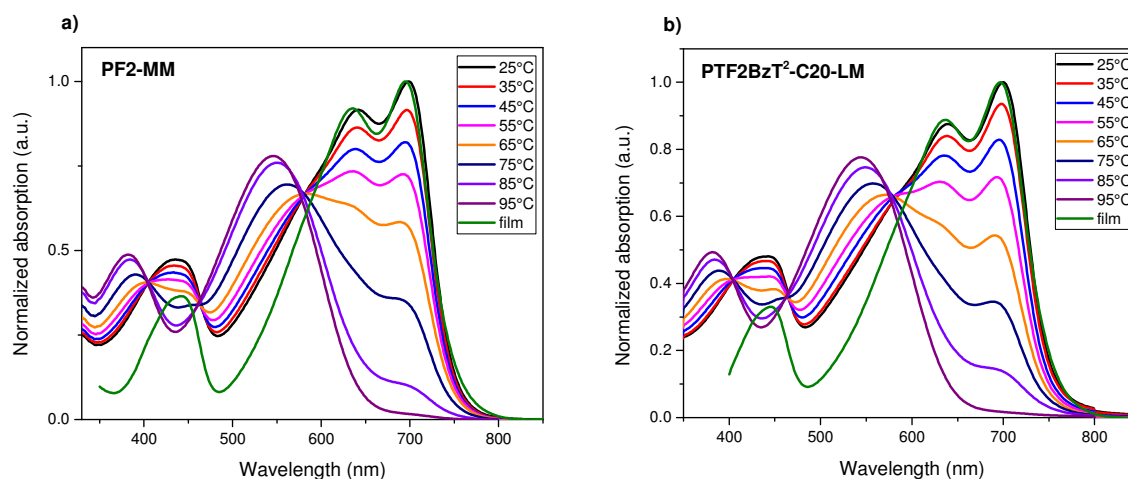 a)
PF2-MM
25°C
35°C
45°C
55°C
65°C
75°C
85°C
95°C
film
1.0
0.5
0.0
400 500 600 700 800
Normalized absorption (a.u.)
Wavelength (nm)
b)
PTF2BzT²-C20-LM
25°C
35°C
45°C
55°C
65°C
75°C
85°C
95°C
film
1.0
0.8
0.6
0.4
0.2
0.0
400 500 600 700 800
Normalized absorption (a.u.)
Wavelength (nm)